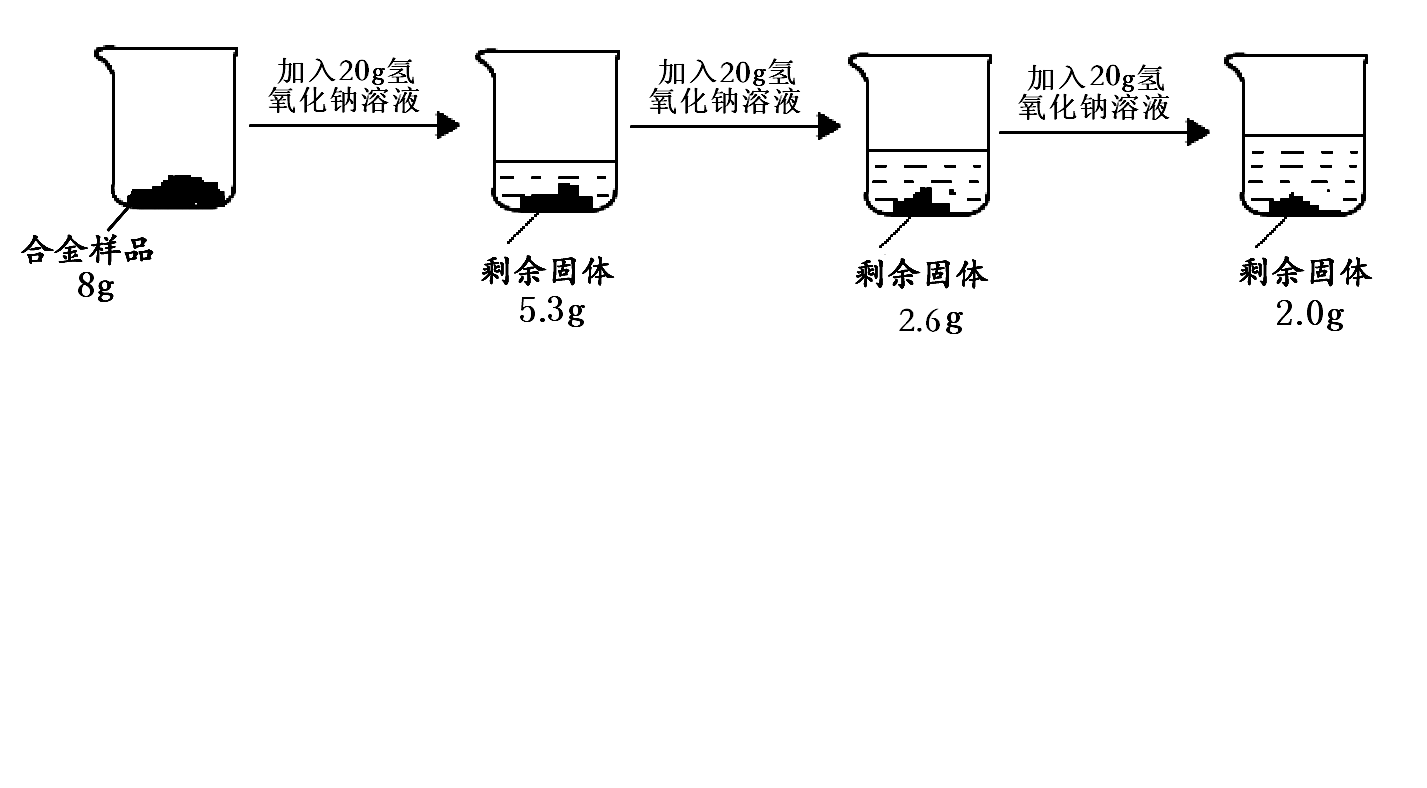 加入20g氢
氧化钠溶液
加入20g氢
氧化钠溶液
加入20g氢
氧化钠溶液
合金样品
8g
剩余固体
5.3g
剩余固体
2.6g
剩余固体
2.0g